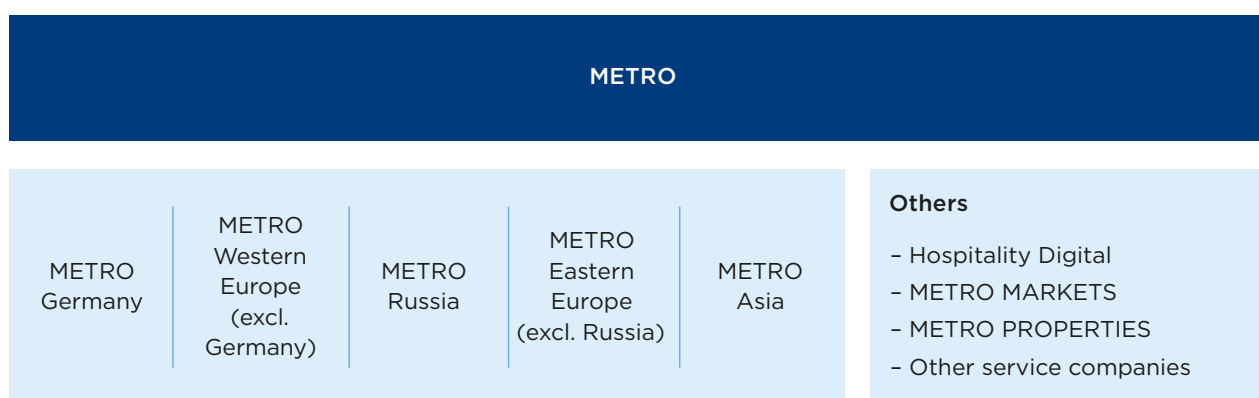 METRO
METRO
Germany
METRO
Western
Europe
(excl.
Germany)
METRO
Russia
METRO
Eastern
Europe
(excl. Russia)
METRO
Asia
Others
– Hospitality Digital
– METRO MARKETS
– METRO PROPERTIES
– Other service companies